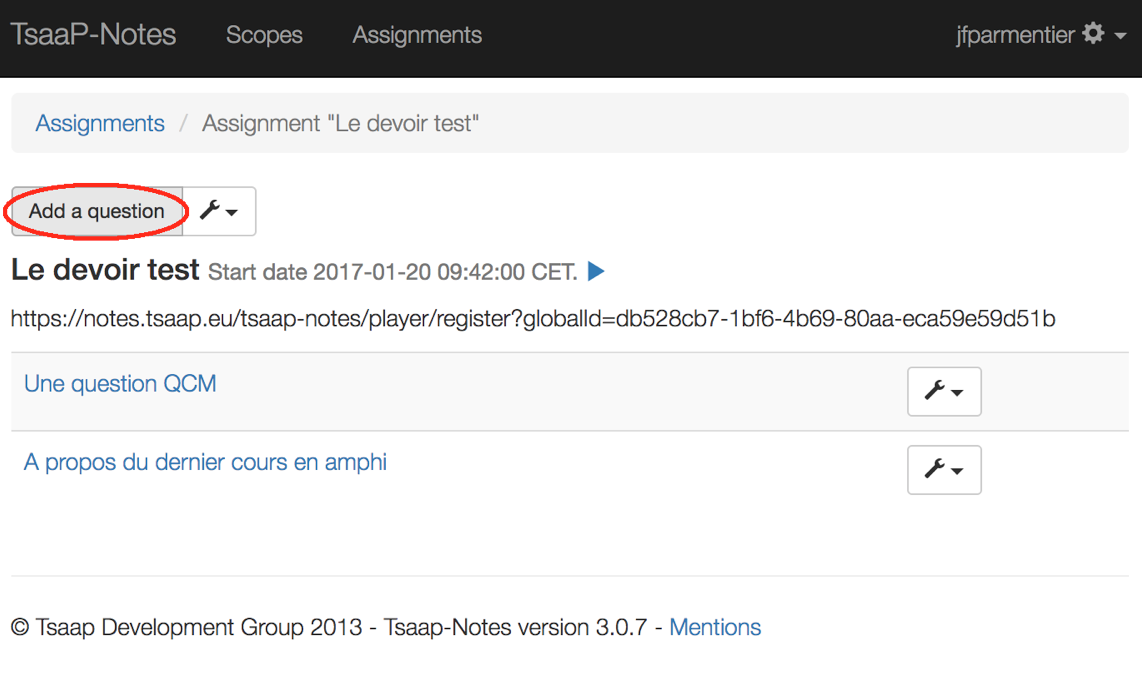 TsaaP-Notes Scopes Assignments jfparmentier
Assignments / Assignment "Le devoir test"
Add a question
Le devoir test Start date 2017-01-20 09:42:00 CET.
https://notes.tsaap.eu/tsaap-notes/player/register?globalId=db528cb7-1bf6-4b69-80aa-eca59e59d51b
Une question QCM
A propos du dernier cours en amphi
© Tsaap Development Group 2013 - Tsaap-Notes version 3.0.7 - Mentions